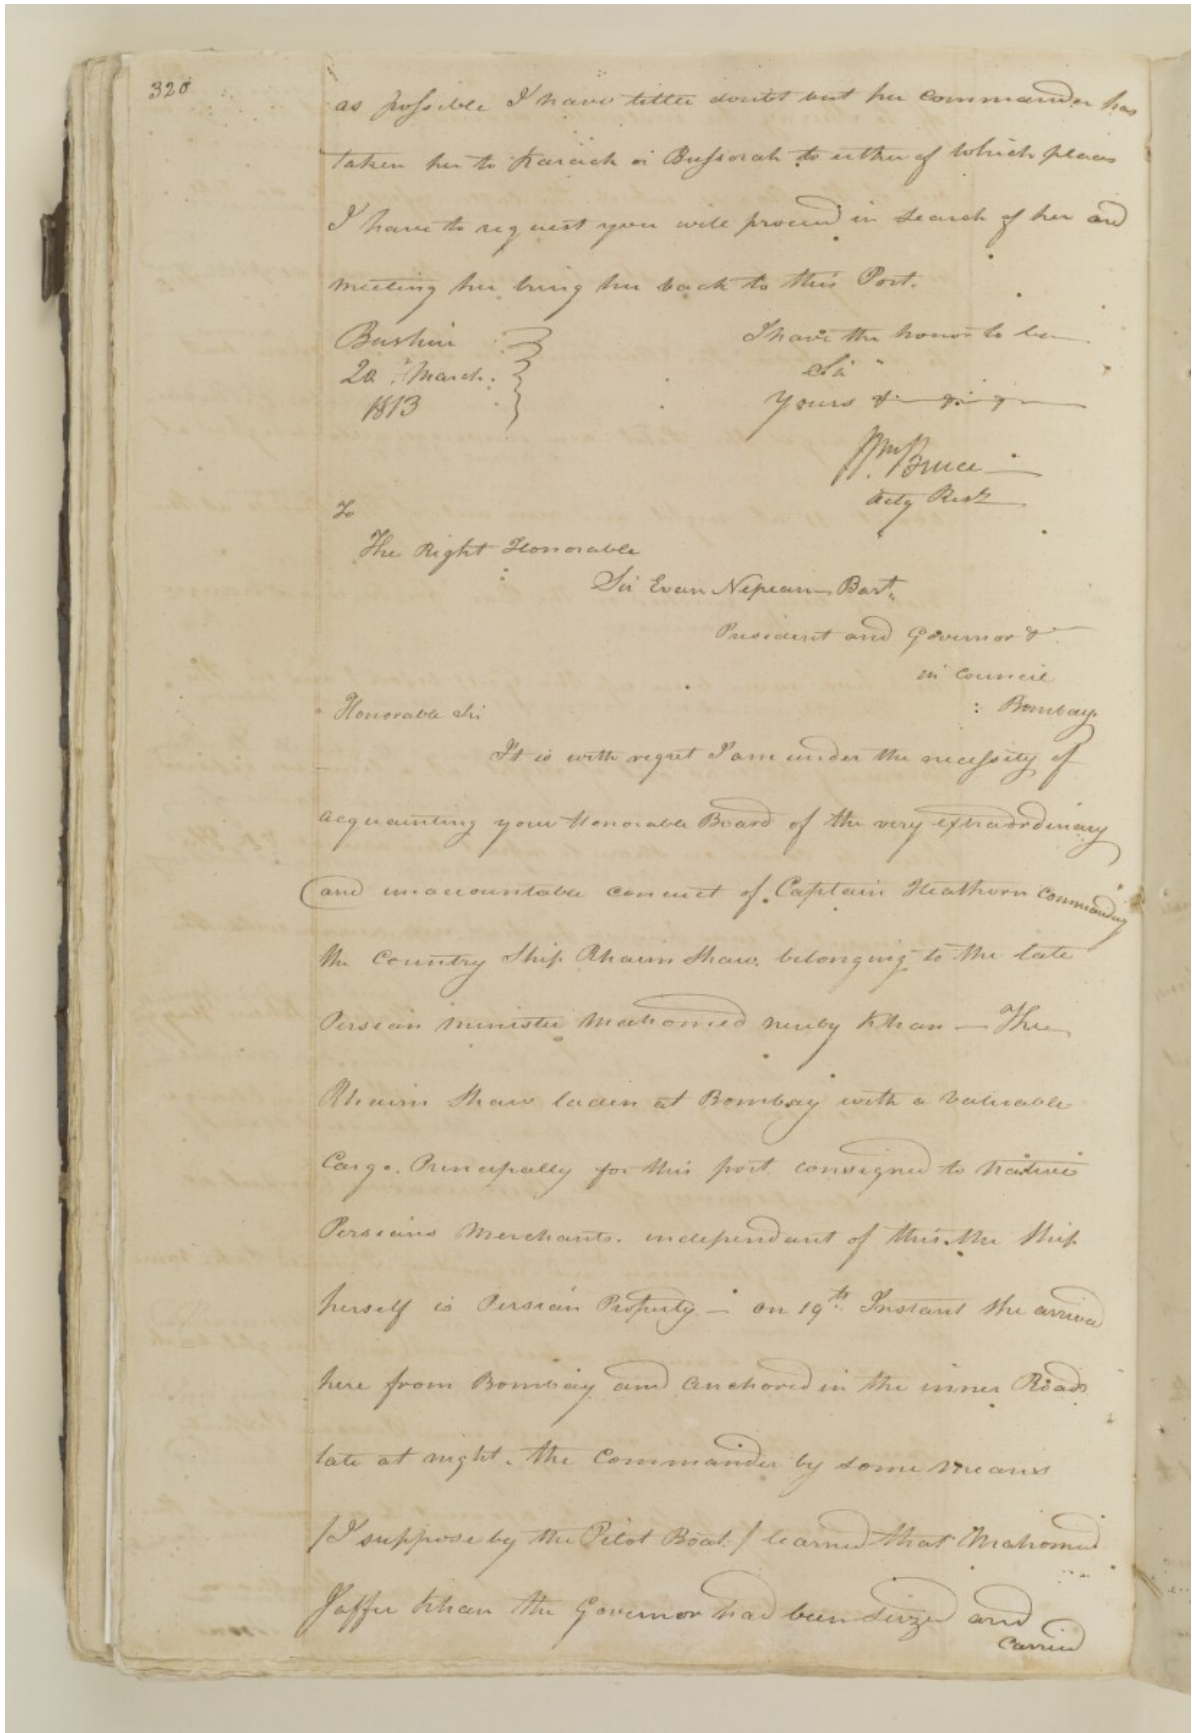 320
as possible I have little doubt but her commander has
taken her to Karack or Bussorah to either of which places
I have to request you will proceed in search of her and
meeting her bring her back to this Port.
Bushire
20 March
1813
I have the honor to be
Sir
Yours &
Wm Bruce
Actg Resdt
To
The Right Honorable
Sir Evan Nepean Bart.
President and Governor &
in Council
Bombay
Honorable Sir
It is with regret I am under the necessity of
acquainting your Honorable Board of the very extraordinary
and unaccountable conduct of Captain Heathorn Commanding
the Country Ship Rhaim Shaw belonging to the late
Persian minister Mahomed Neuby Khan — The
Rhaim Shaw laden at Bombay with a valuable
Cargo. Principally for this port consigned to native
Persians Merchants. independant of this the Ship
herself is Persian Property — on 19th Instant she arrived
here from Bombay and anchored in the inner Roads
late at night. the Commander by some means
/I suppose by the Pilot Boat/ learned that Mahomed
Jaffer Khan the Governor had been seized and
carried